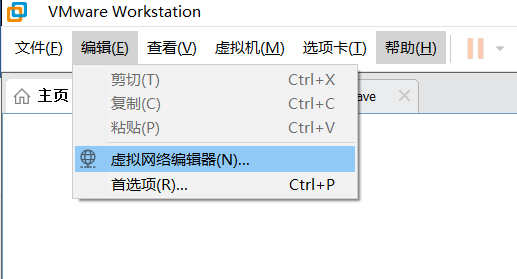 VMware Workstation
文件(F) 编辑(E) 查看(V) 虚拟机(M) 选项卡(T) 帮助(H)
主页 ave
剪切(T) Ctrl+X
复制(C) Ctrl+C
粘贴(P) Ctrl+V
虚拟网络编辑器(N)...
首选项(R)... Ctrl+P